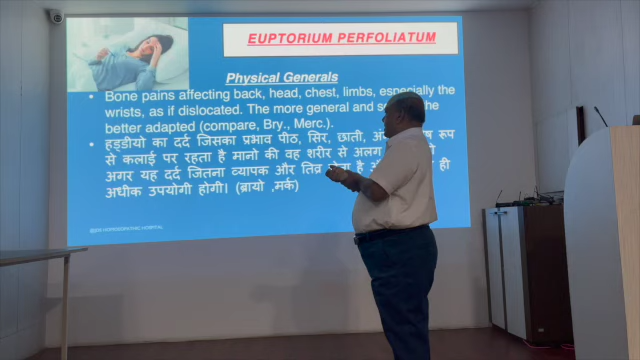 EUPTORIUM PERFOLIATUM
Physical Generals
• Bone pains affecting back, head, chest, limbs, especially the
wrists, as if dislocated. The more general and the
better adapted (compare, Bry., Merc.).
• हड्डीयो का दर्द जिसका प्रभाव पीठ, सिर, छाती, रूप
से कलाई पर रहता है मानो की वह शरीर से अलग
अगर यह दर्द जितना व्यापक और तिव्र है ही
अधीक उपयोगी होगी। (ब्रायो ,मर्क)
HOMOEOPATHIC HOSPITAL